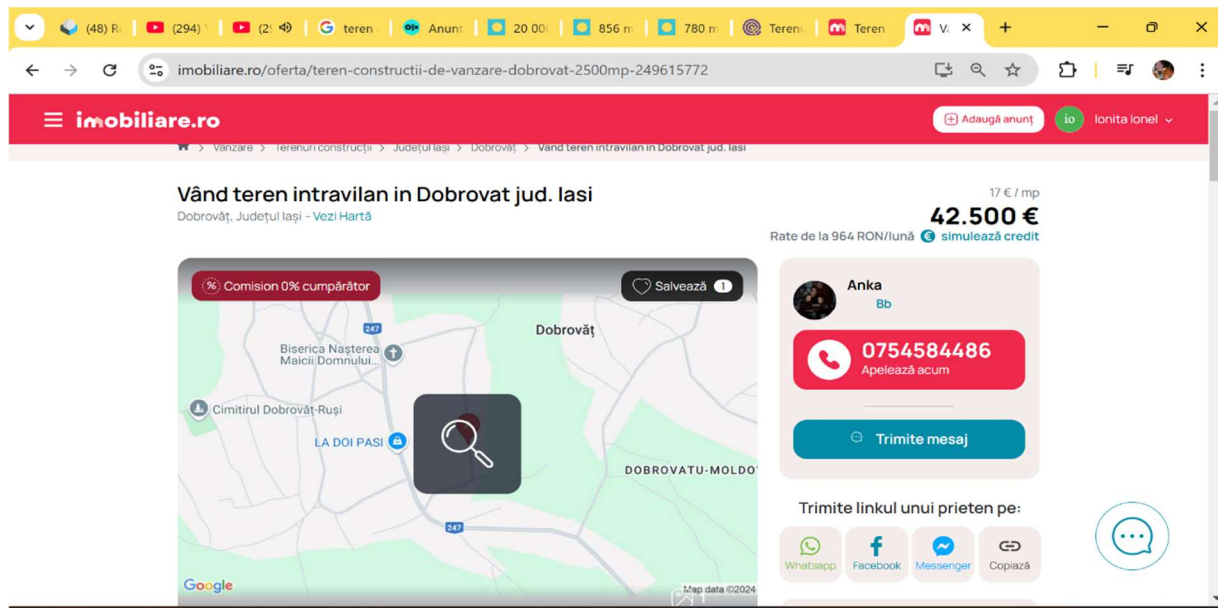 (48) R
(294)
(29
G teren
Anunt
20 00
856 m
780 m
Teren
Teren
V
imobiliare.ro/oferta/teren-constructii-de-vanzare-dobrovat-2500mp-249615772
imobiliare.ro
Adaugă anunț
io
Ionita Ionel
> Vanzare > Terenuri construcții > Județul Iași > Dobrovăț > Vând teren intravilan in Dobrovat jud. Iasi
Vând teren intravilan in Dobrovat jud. Iasi
Dobrovăț, Județul Iași - Vezi Hartă
17 € / mp
42.500 €
Rate de la 964 RON/lună simulează credit
Comision 0% cumpărător
Salvează 1
247
Dobrovăț
Biserica Nașterea
Maicii Domnului...
Cimitirul Dobrovăț-Ruși
LA DOI PASI
DOBROVATU-MOLDO
247
Google
Map data ©2024
1
Anka
Bb
0754584486
Apelează acum
Trimite mesaj
Trimite linkul unui prieten pe:
Whatsapp
Facebook
Messenger
Copiază